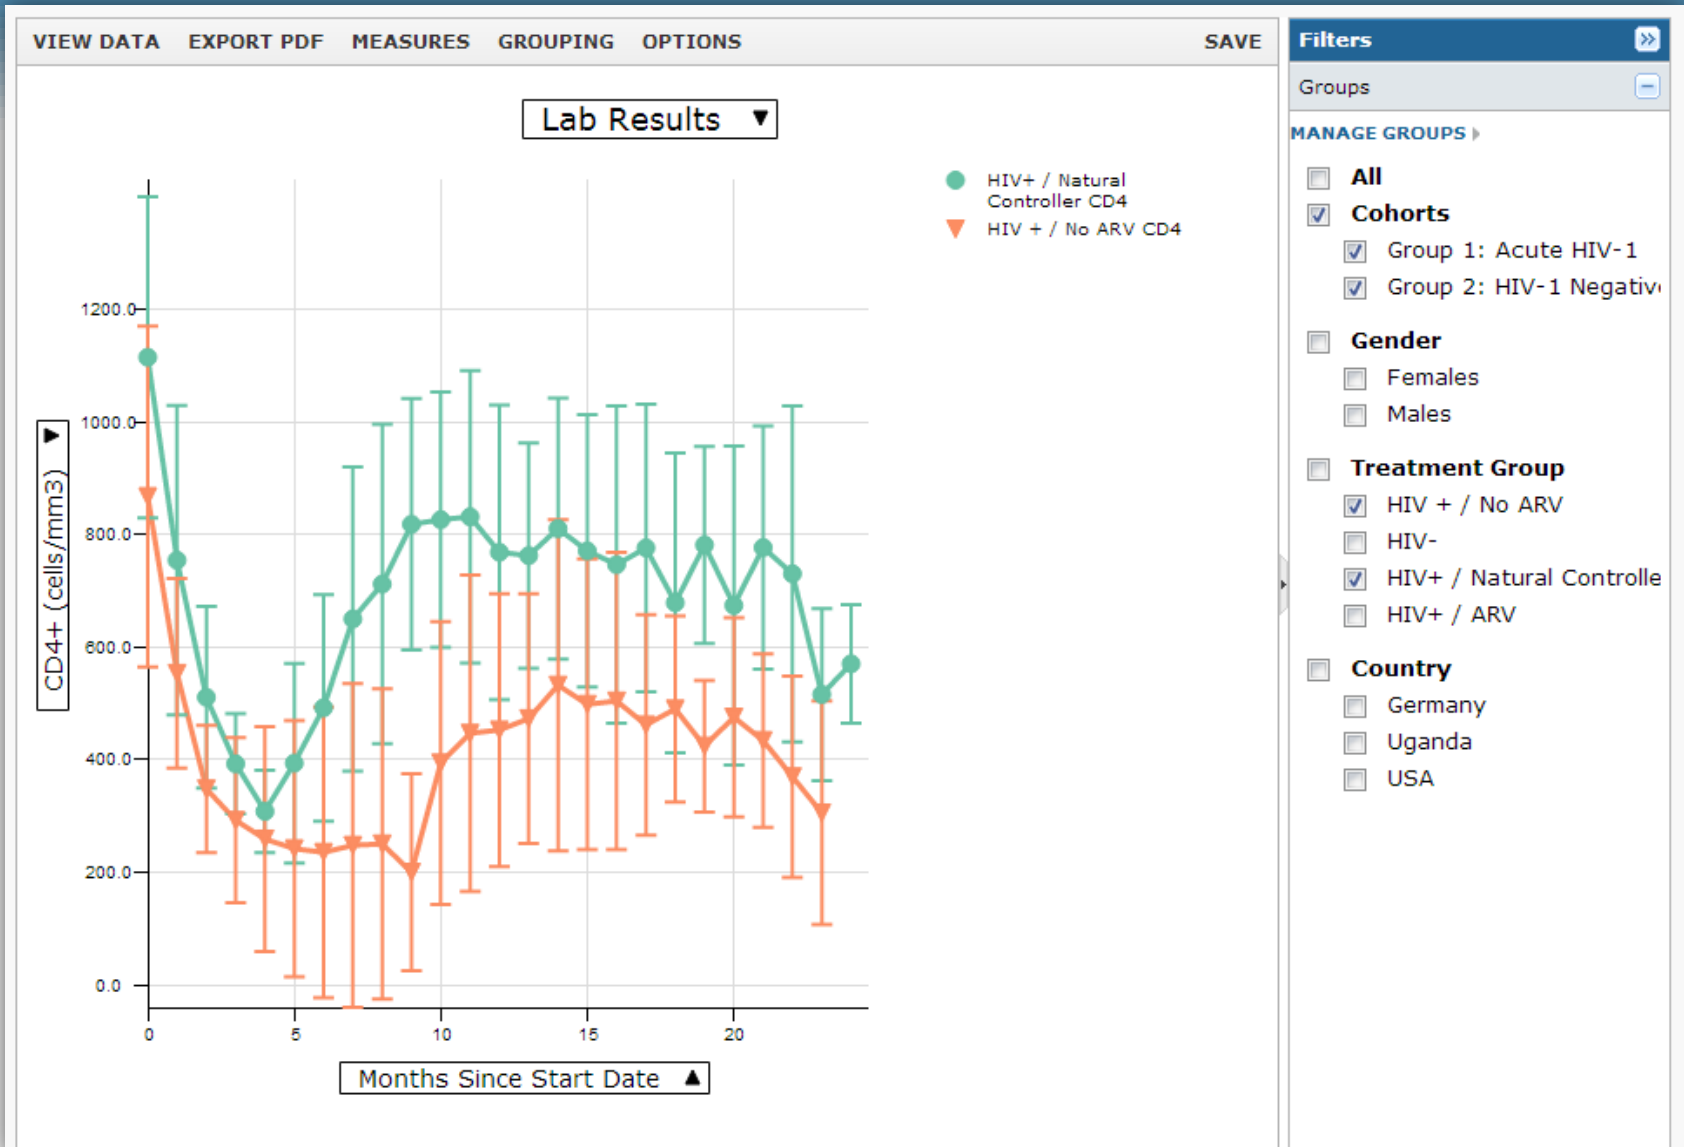 VIEW DATA EXPORT PDF MEASURES GROUPING OPTIONS SAVE
Lab Results
HIV+ / Natural
Controller CD4
HIV + / No ARV CD4
CD4+ (cells/mm3)
1200.0
1000.0
800.0
600.0
400.0
200.0
0.0
0 5 10 15 20
Months Since Start Date
Filters
Groups
MANAGE GROUPS
All
Cohorts
Group 1: Acute HIV-1
Group 2: HIV-1 Negativ
Gender
Females
Males
Treatment Group
HIV + / No ARV
HIV-
HIV+ / Natural Controlle
HIV+ / ARV
Country
Germany
Uganda
USA